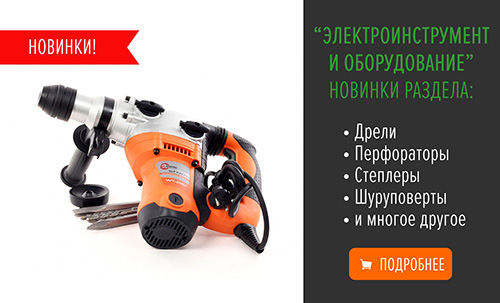 НОВИНКИ!
“ЭЛЕКТРОИНСТРУМЕНТ
И ОБОРУДОВАНИЕ”
НОВИНКИ РАЗДЕЛА:
• Дрели
• Перфораторы
• Степлеры
• Шуруповерты
• и многое другое
ПОДРОБНЕЕ